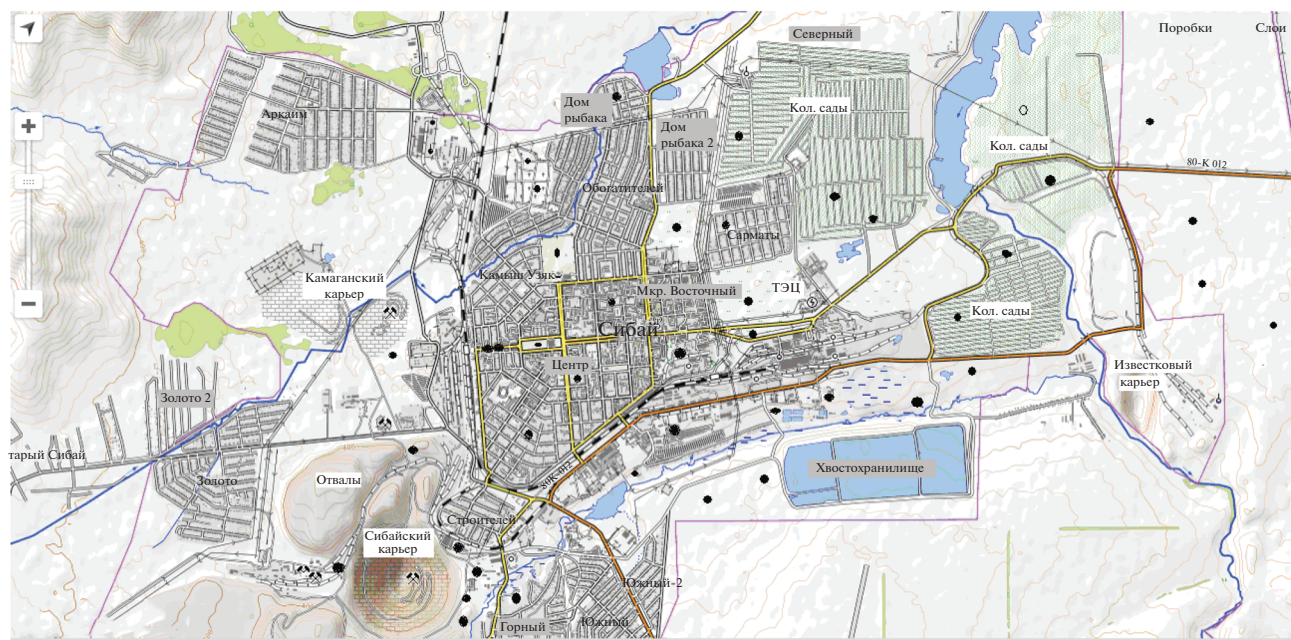 Поробки
Слои
Северный
Дом
рыбака
Кол. сады
Аркаим
Дом
рыбака 2
Кол. сады
80-К 012
Обогатителей
Сарматы
Камыш Узяк
Камаганский
карьер
Мкр. Восточный
ТЭЦ
Кол. сады
Сибай
Центр
Известковый
карьер
Золото 2
тарый Сибай
Золото
Отвалы
80К-012
Хвостохранилище
Строителей
Сибайский
карьер
Южный-2
Горный
Южный